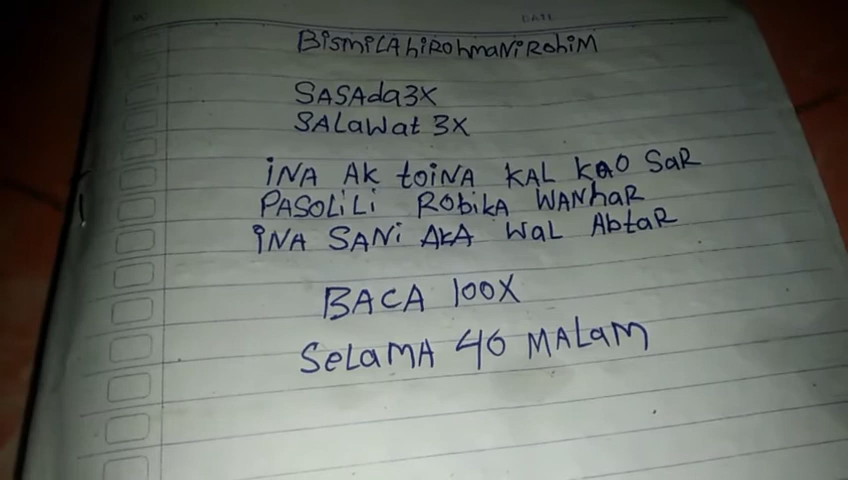 BismiLAhiRohmaNiRohiM
SASAda3X
SALaWat 3X
iNA AK toiNA KAL KAO SaR
PASOLiLi RObikA WANhaR
iNA SANi AKA WaL AbtaR
BACA 100X
SeLaMA 40 MALaM